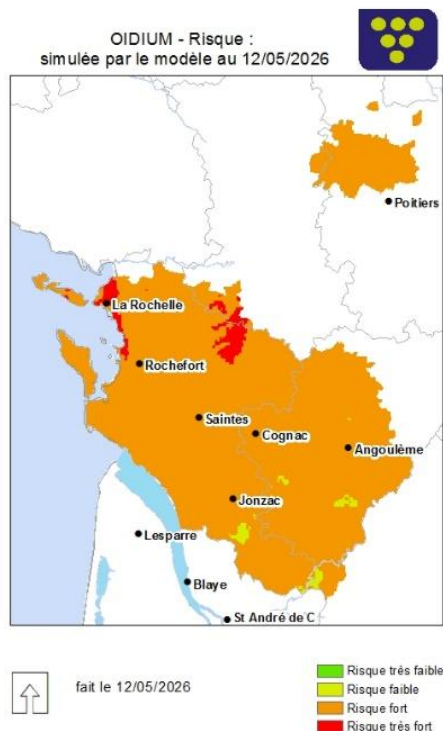 OIDIUM - Risque :
simulée par le modèle au 12/05/2026
Poitiers
La Rochelle
Rochefort
Saintes
Cognac
Angoulême
Jonzac
Lesparre
Blaye
St André de C
fait le 12/05/2026
Risque très faible
Risque faible
Risque fort
Risque très fort